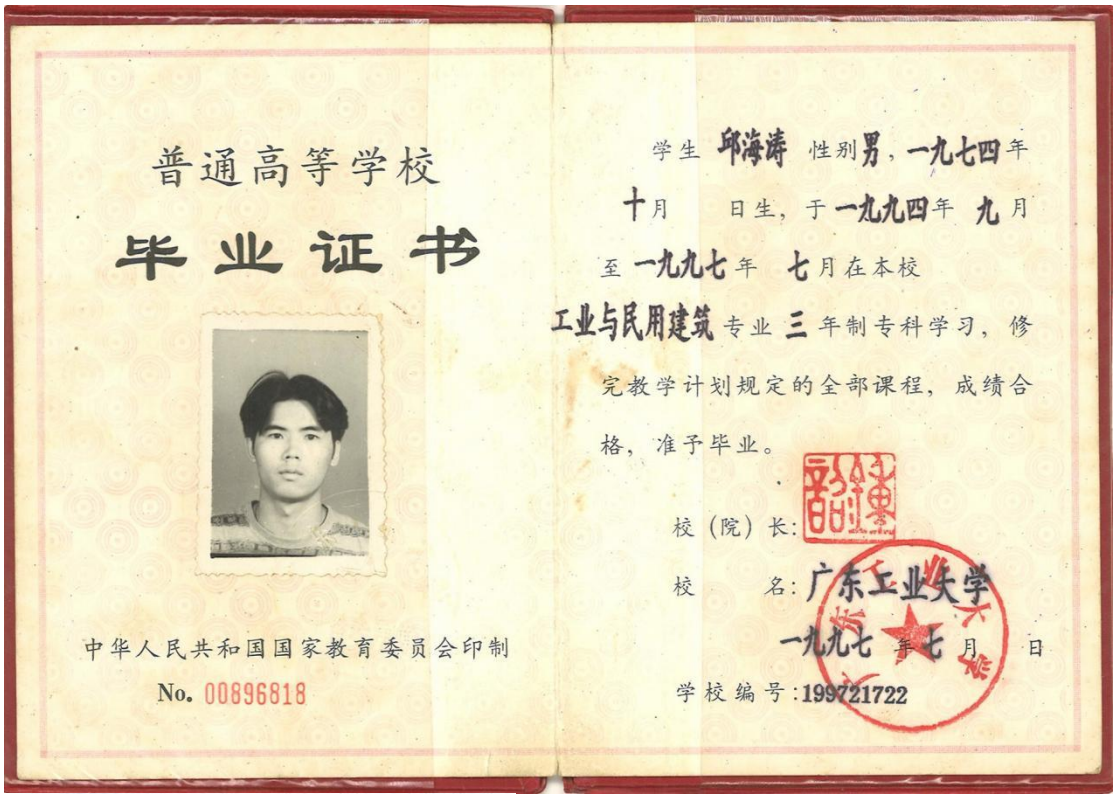 普通高等学校
毕业证书
中华人民共和国国家教育委员会印制
No. 00896818
学生 邱海涛 性别男，一九七四年
十月 日生，于一九九四年 九月
至一九九七年 七月在本校
工业与民用建筑专业 三 年制专科学习，修
完教学计划规定的全部课程，成绩合
格，准予毕业。
校（院）长：
校 名：广东工业大学
一九九七 年七月 日
学校编号：199721722
广东工业大学